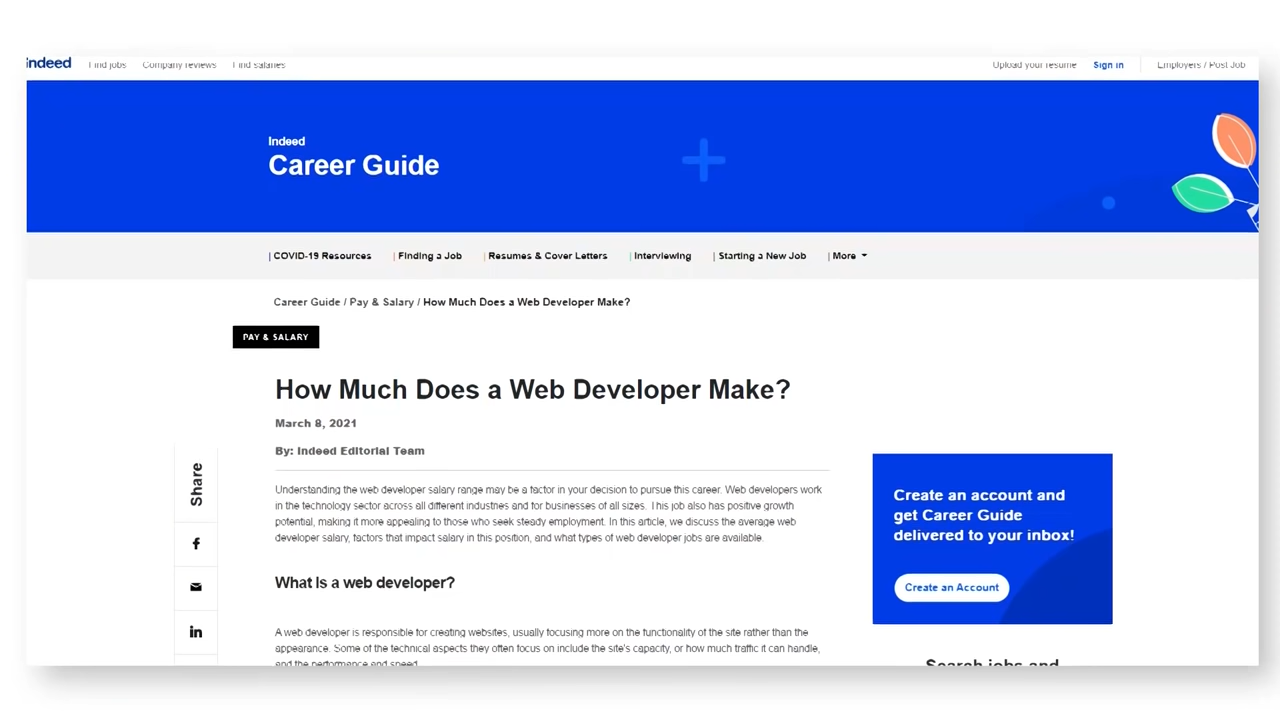 indeed Find jobs Company reviews Find salaries Upload your resume Sign in Employers / Post Job
Indeed
Career Guide
COVID-19 Resources Finding a Job Resumes & Cover Letters Interviewing Starting a New Job More
Career Guide / Pay & Salary / How Much Does a Web Developer Make?
PAY & SALARY
How Much Does a Web Developer Make?
March 8, 2021
By: Indeed Editorial Team
Understanding the web developer salary range may be a factor in your decision to pursue this career. Web developers work
in the technology sector across all different industries and for businesses of all sizes. This job also has positive growth
potential, making it more appealing to those who seek steady employment. In this article, we discuss the average web
developer salary, factors that impact salary in this position, and what types of web developer jobs are available.
What is a web developer?
A web developer is responsible for creating websites, usually focusing more on the functionality of the site rather than the
appearance. Some of the technical aspects they often focus on include the site's capacity, or how much traffic it can handle,
and the performance and speed.
Share
Create an account and
get Career Guide
delivered to your inbox!
Create an Account
Search jobs and